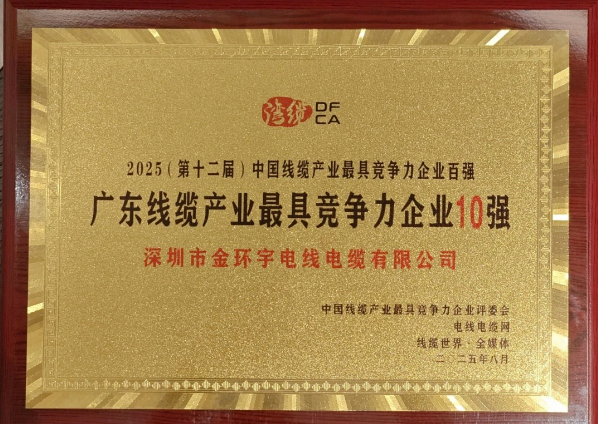 湾缆 DF
CA
2025（第十二届）中国线缆产业最具竞争力企业百强
广东线缆产业最具竞争力企业10强
深圳市金环宇电线电缆有限公司
中国线缆产业最具竞争力企业评委会
电线电缆网
线缆世界·全媒体
二〇二五年八月